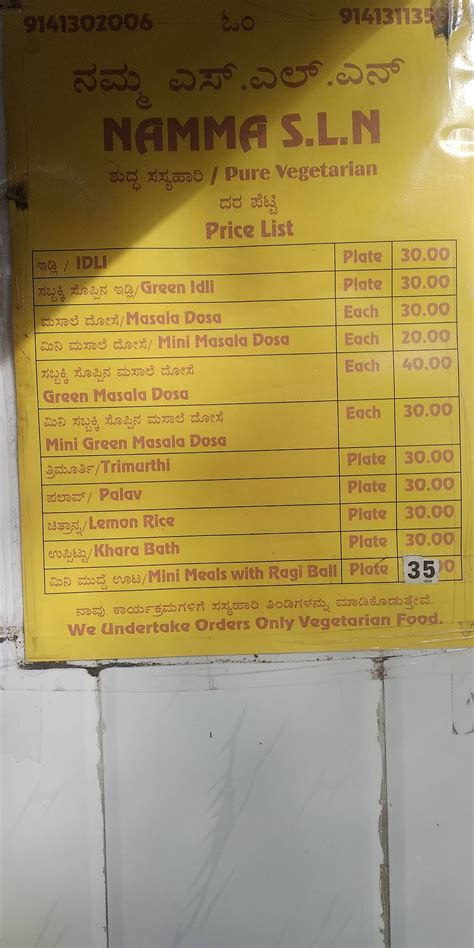 9141302006 ಓಂ 914131135
ನಮ್ಮ ಎಸ್.ಎಲ್.ಎನ್
NAMMA S.L.N
ಶುದ್ಧ ಸಸ್ಯಹಾರಿ / Pure Vegetarian
ದರ ಪಟ್ಟಿ
Price List
ಇಡ್ಲಿ / IDLI Plate 30.00
ಸಬ್ಬಕ್ಕಿ ಸೊಪ್ಪಿನ ಇಡ್ಲಿ/Green Idli Plate 30.00
ಮಸಾಲೆ ದೋಸೆ/Masala Dosa Each 30.00
ಮಿನಿ ಮಸಾಲೆ ದೋಸೆ/ Mini Masala Dosa Each 20.00
ಸಬ್ಬಕ್ಕಿ ಸೊಪ್ಪಿನ ಮಸಾಲೆ ದೋಸೆ Each 40.00
Green Masala Dosa
ಮಿನಿ ಸಬ್ಬಕ್ಕಿ ಸೊಪ್ಪಿನ ಮಸಾಲೆ ದೋಸೆ Each 30.00
Mini Green Masala Dosa
ತ್ರಿಮೂರ್ತಿ/Trimurthi Plate 30.00
ಪಲಾವ್/ Palav Plate 30.00
ಚಿತ್ರಾನ್ನ/Lemon Rice Plate 30.00
ಉಪ್ಪಿಟ್ಟು/Khara Bath Plate 30.00
ಮಿನಿ ಮುದ್ದೆ ಊಟ/Mini Meals with Ragi Ball Plate 35
ನಾವು ಕಾರ್ಯಕ್ರಮಗಳಿಗೆ ಸಸ್ಯಹಾರಿ ತಿಂಡಿಗಳನ್ನು ಮಾಡಿಕೊಡುತ್ತೇವೆ.
We Undertake Orders Only Vegetarian Food.